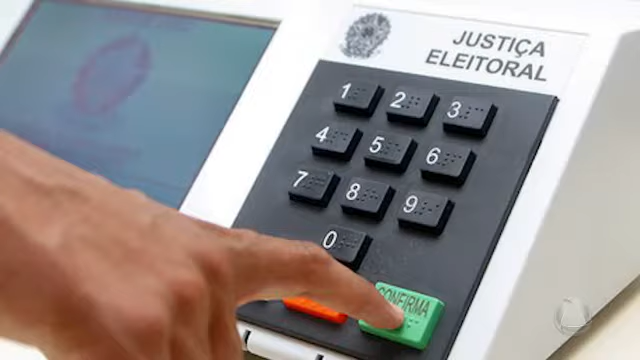 JUSTIÇA
ELEITORAL
1 2 3
4 5 6
7 8 9
0
CONFIRMA